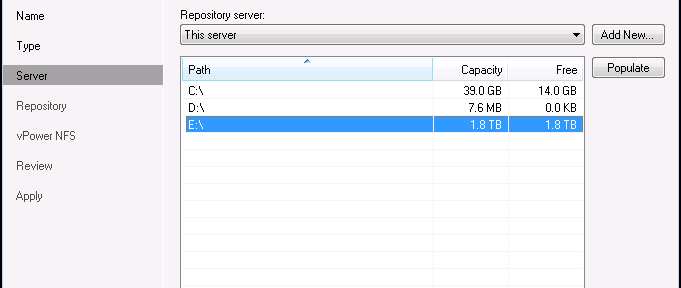 Name
Type
Server
Repository
vPower NFS
Review
Apply
Repository server:
This server
Add New...
Path Capacity Free
Populate
C:\ 39.0 GB 14.0 GB
D:\ 7.6 MB 0.0 KB
E:\ 1.8 TB 1.8 TB